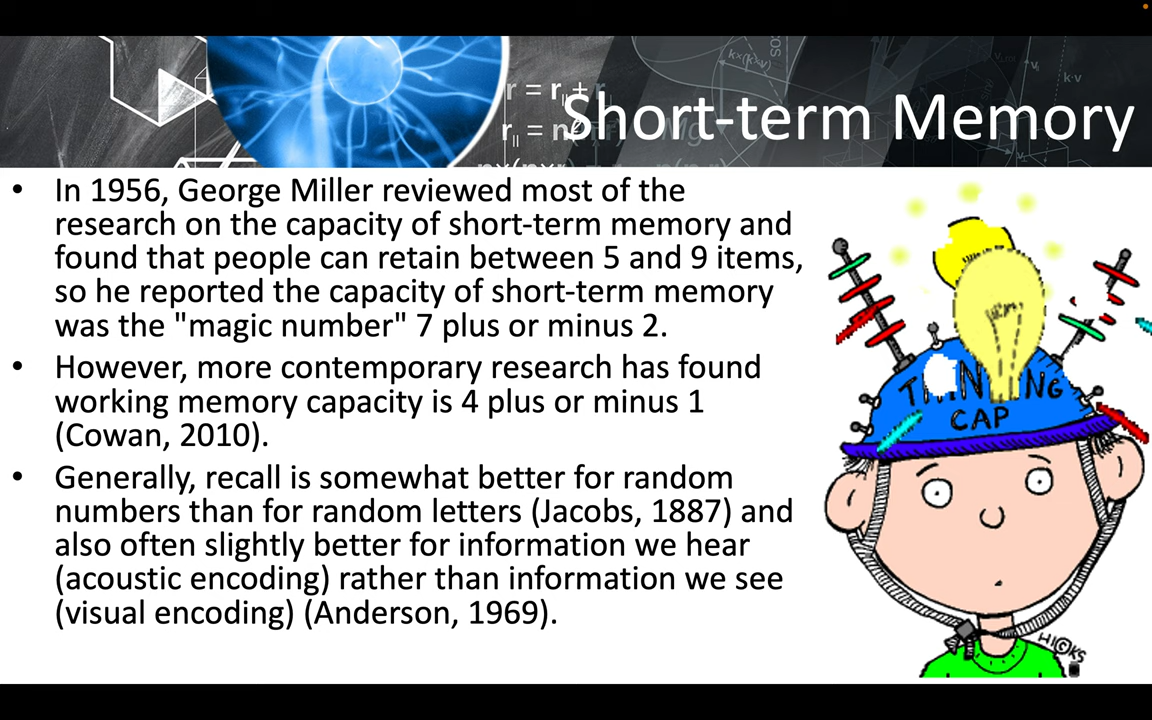 Short-term Memory
• In 1956, George Miller reviewed most of the
research on the capacity of short-term memory and
found that people can retain between 5 and 9 items,
so he reported the capacity of short-term memory
was the "magic number" 7 plus or minus 2.
• However, more contemporary research has found
working memory capacity is 4 plus or minus 1
(Cowan, 2010).
• Generally, recall is somewhat better for random
numbers than for random letters (Jacobs, 1887) and
also often slightly better for information we hear
(acoustic encoding) rather than information we see
(visual encoding) (Anderson, 1969).
CAP